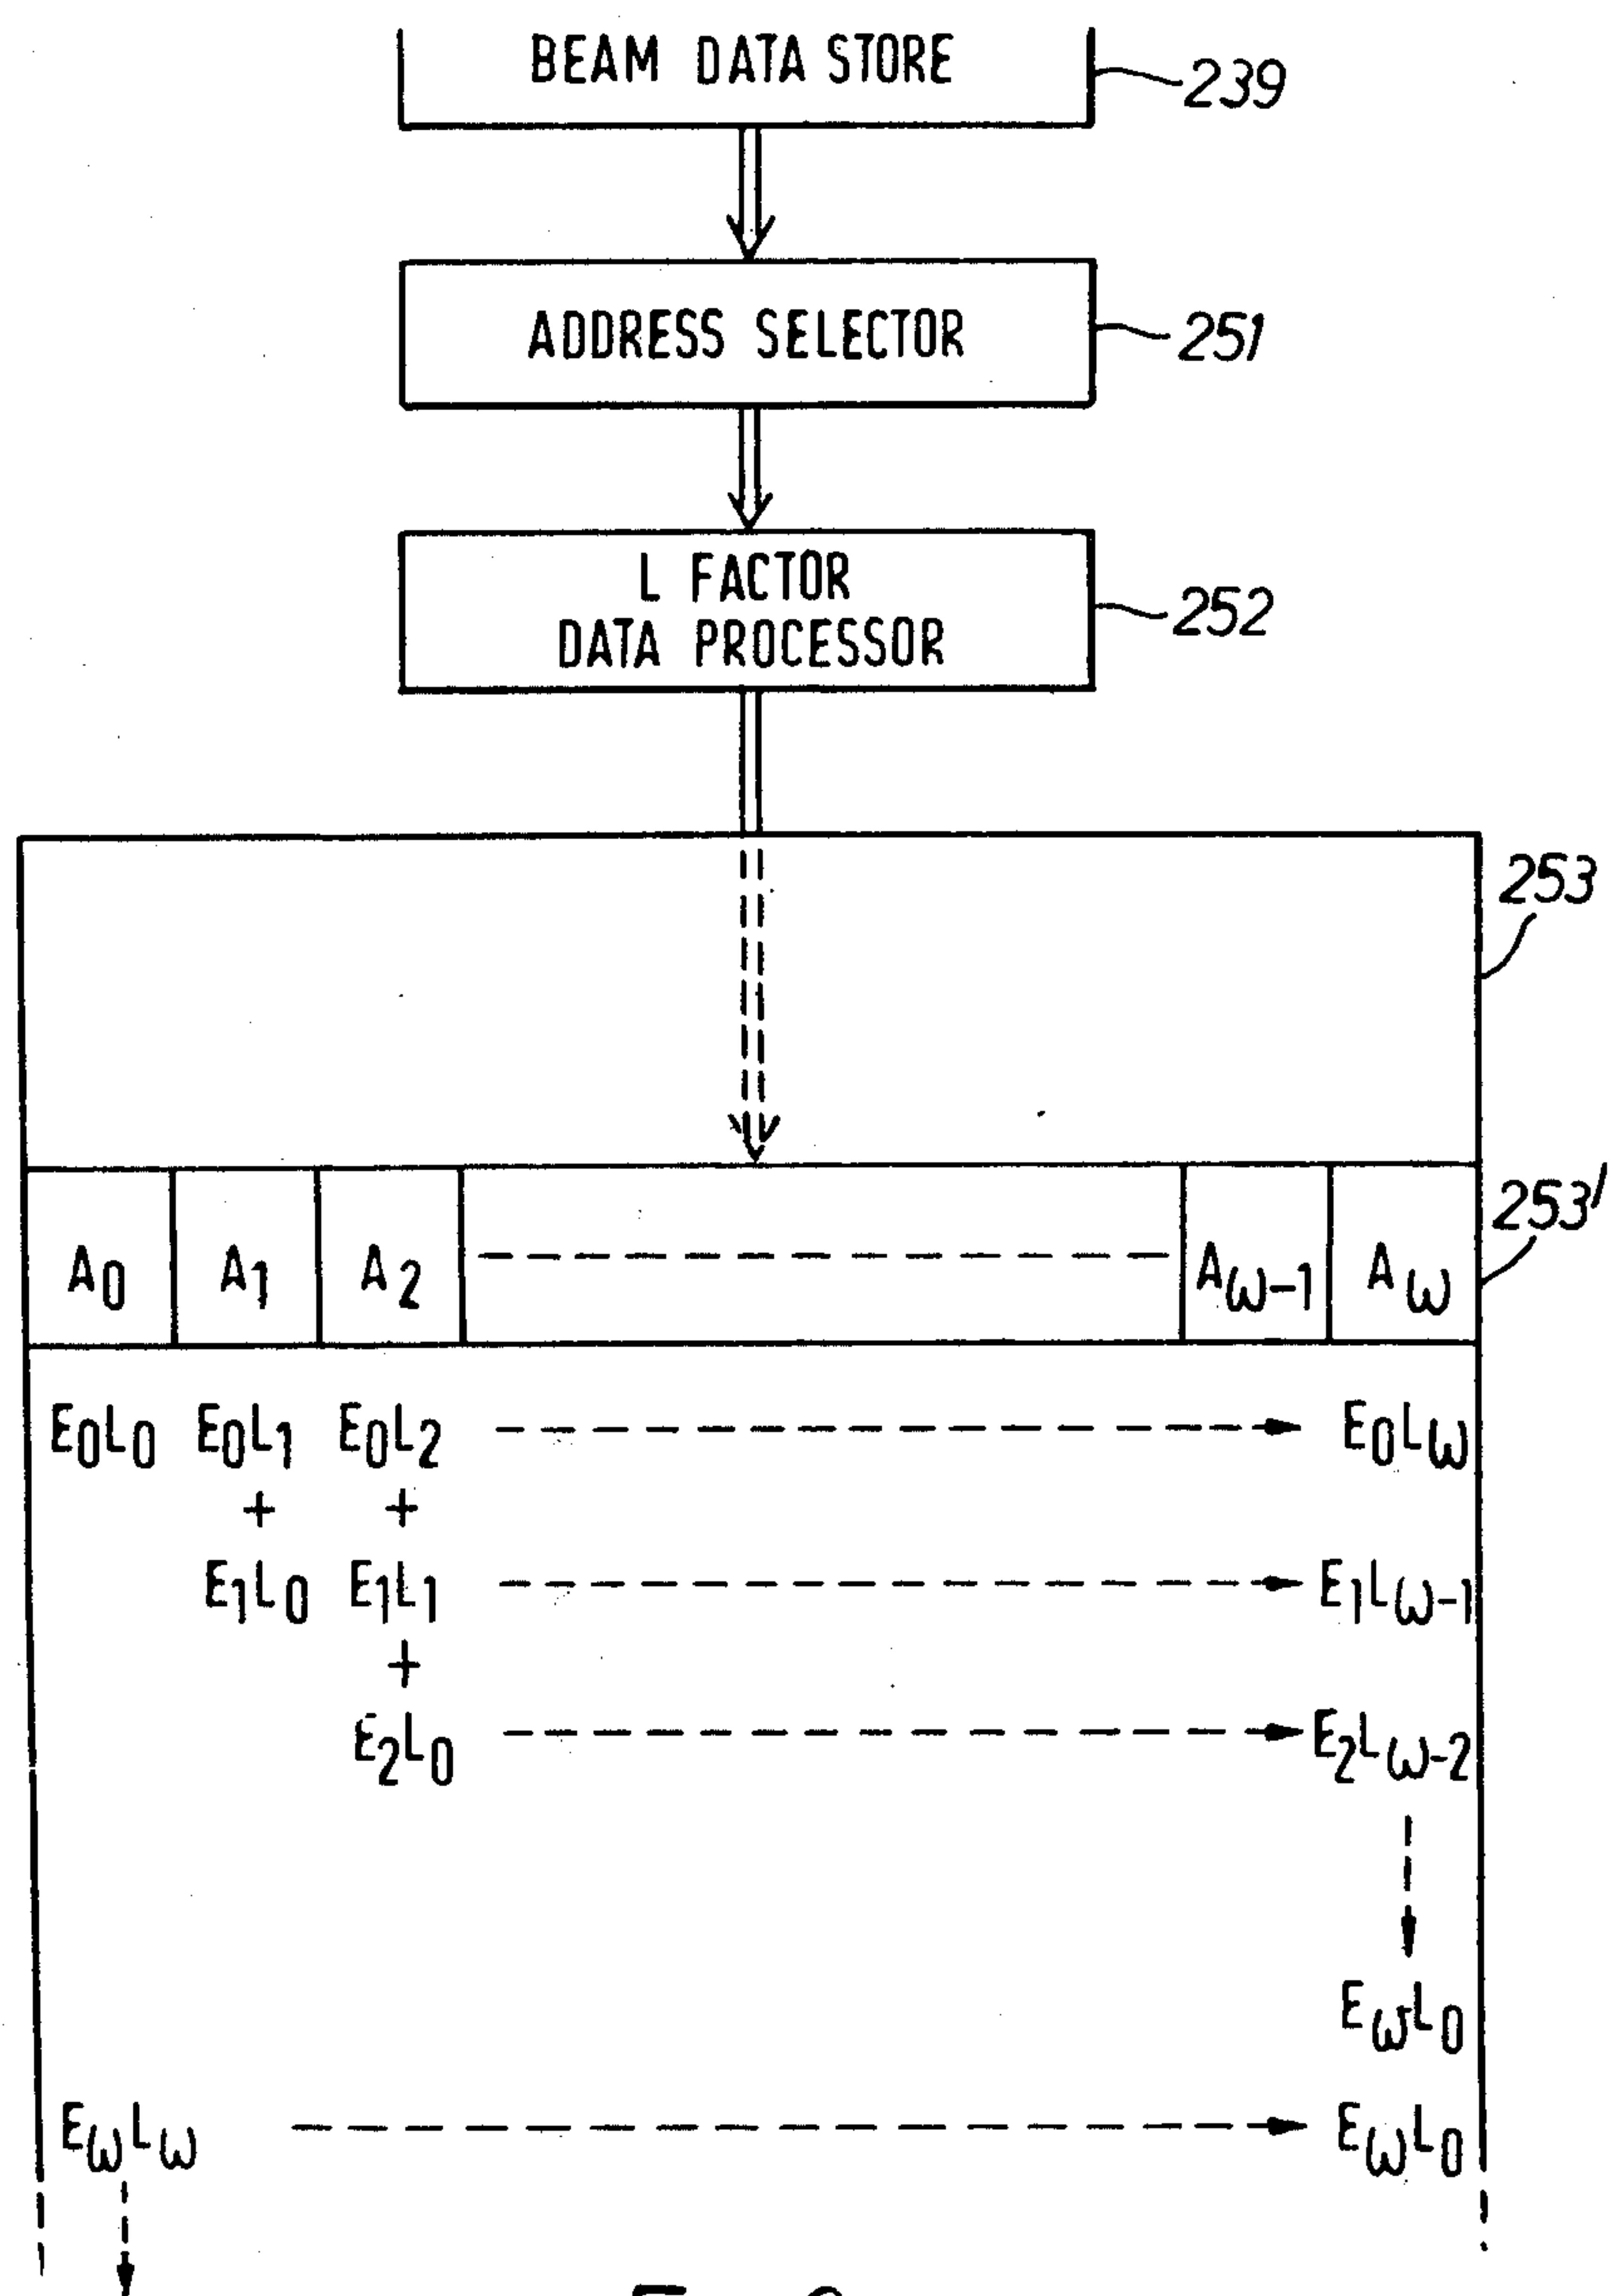 BEAM DATA STORE
239
ADDRESS SELECTOR
251
L FACTOR
DATA PROCESSOR
252
253
253'
A0 A1 A2 Aω-1 Aω
E0L0 E0L1 E0L2 E0Lω
+ +
E1L0 E1L1 E1Lω-1
+
E2L0 E2Lω-2
EωL0
EωLω EωL0